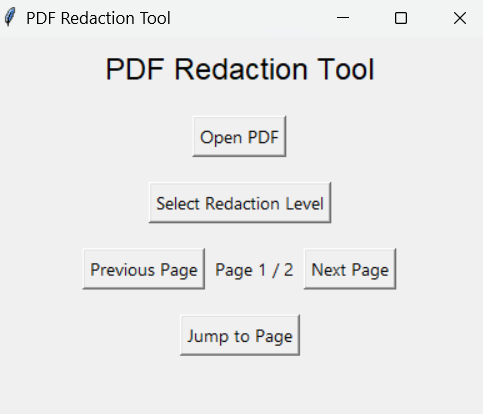 PDF Redaction Tool
PDF Redaction Tool
Open PDF
Select Redaction Level
Previous Page Page 1 / 2 Next Page
Jump to Page